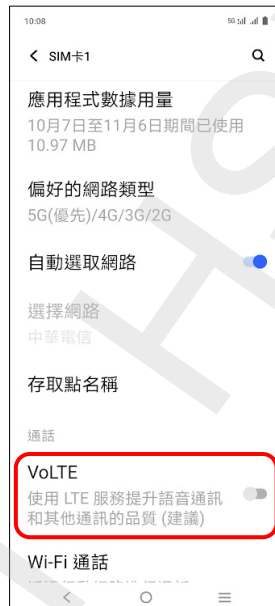 10:08
5G
SIM卡1
應用程式數據用量
10月7日至11月6日期間已使用
10.97 MB
偏好的網路類型
5G(優先)/4G/3G/2G
自動選取網路
選擇網路
中華電信
存取點名稱
通話
VoLTE
使用 LTE 服務提升語音通訊
和其他通訊的品質 (建議)
Wi-Fi 通話